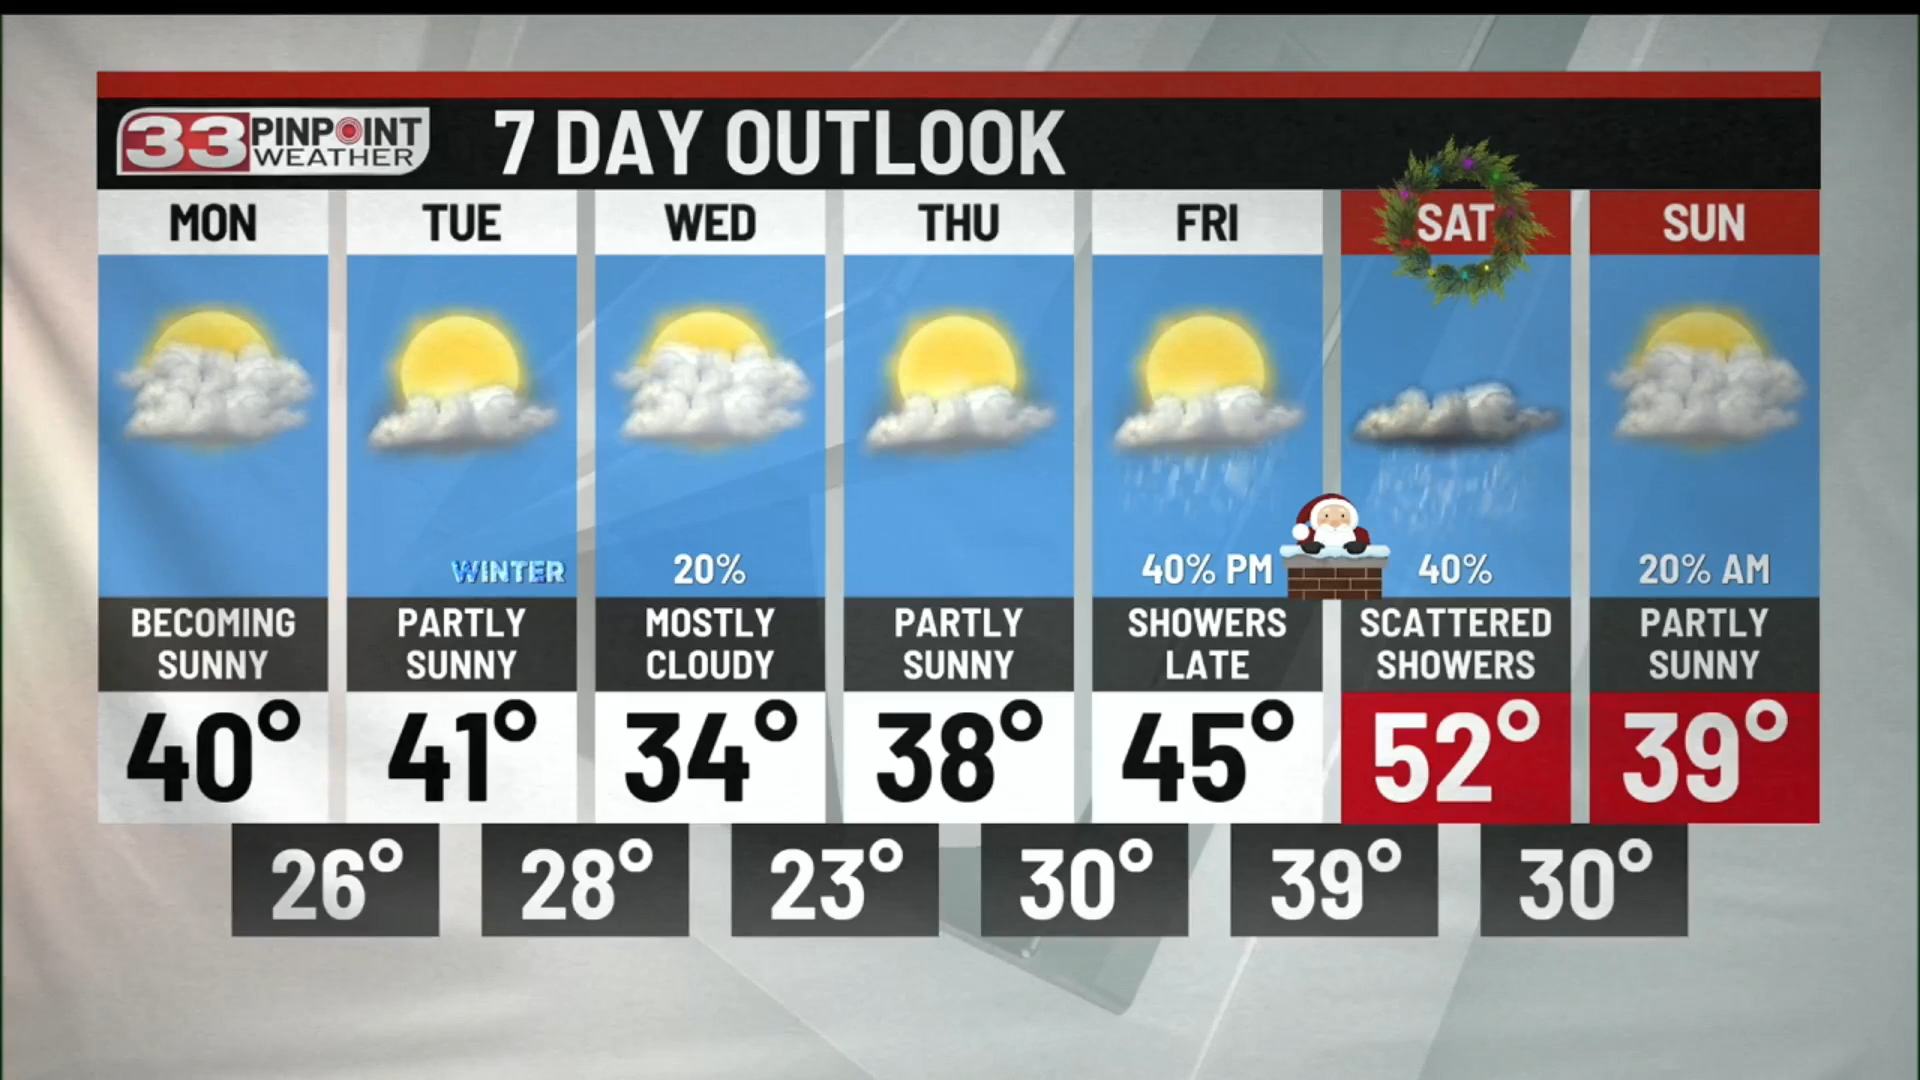 33 PINPOINT WEATHER
7 DAY OUTLOOK
MON
TUE
WED
THU
FRI
SAT
SUN
WINTER
20%
40% PM
40%
20% AM
BECOMING
SUNNY
PARTLY
SUNNY
MOSTLY
CLOUDY
PARTLY
SUNNY
SHOWERS
LATE
SCATTERED
SHOWERS
PARTLY
SUNNY
40°
41°
34°
38°
45°
52°
39°
26°
28°
23°
30°
39°
30°